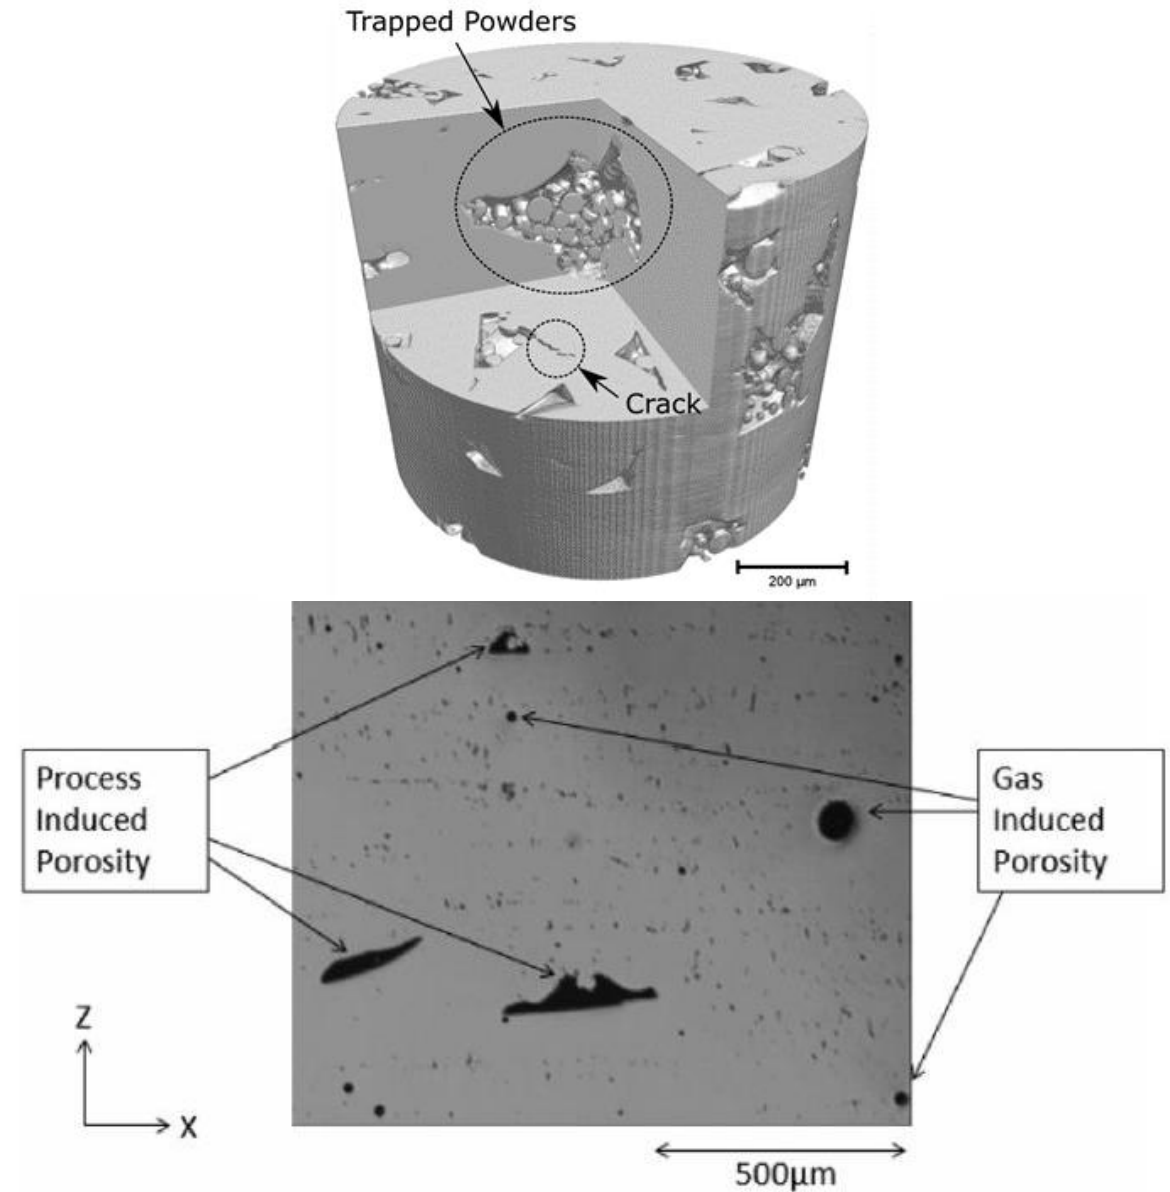 Trapped Powders
Crack
200 μm
Process
Induced
Porosity
Gas
Induced
Porosity
Z
X
500μm